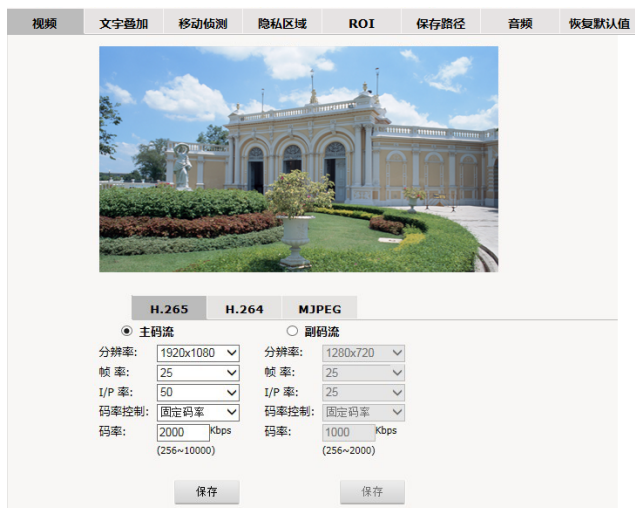 视频 文字叠加 移动侦测 隐私区域 ROI 保存路径 音频 恢复默认值
H.265 H.264 MJPEG
主码流 副码流
分辨率: 1920x1080 分辨率: 1280x720
帧 率: 25 帧 率: 25
I/P 率: 50 I/P 率: 25
码率控制: 固定码率 码率控制: 固定码率
码率: 2000 Kbps 码率: 1000 Kbps
(256~10000) (256~2000)
保存 保存